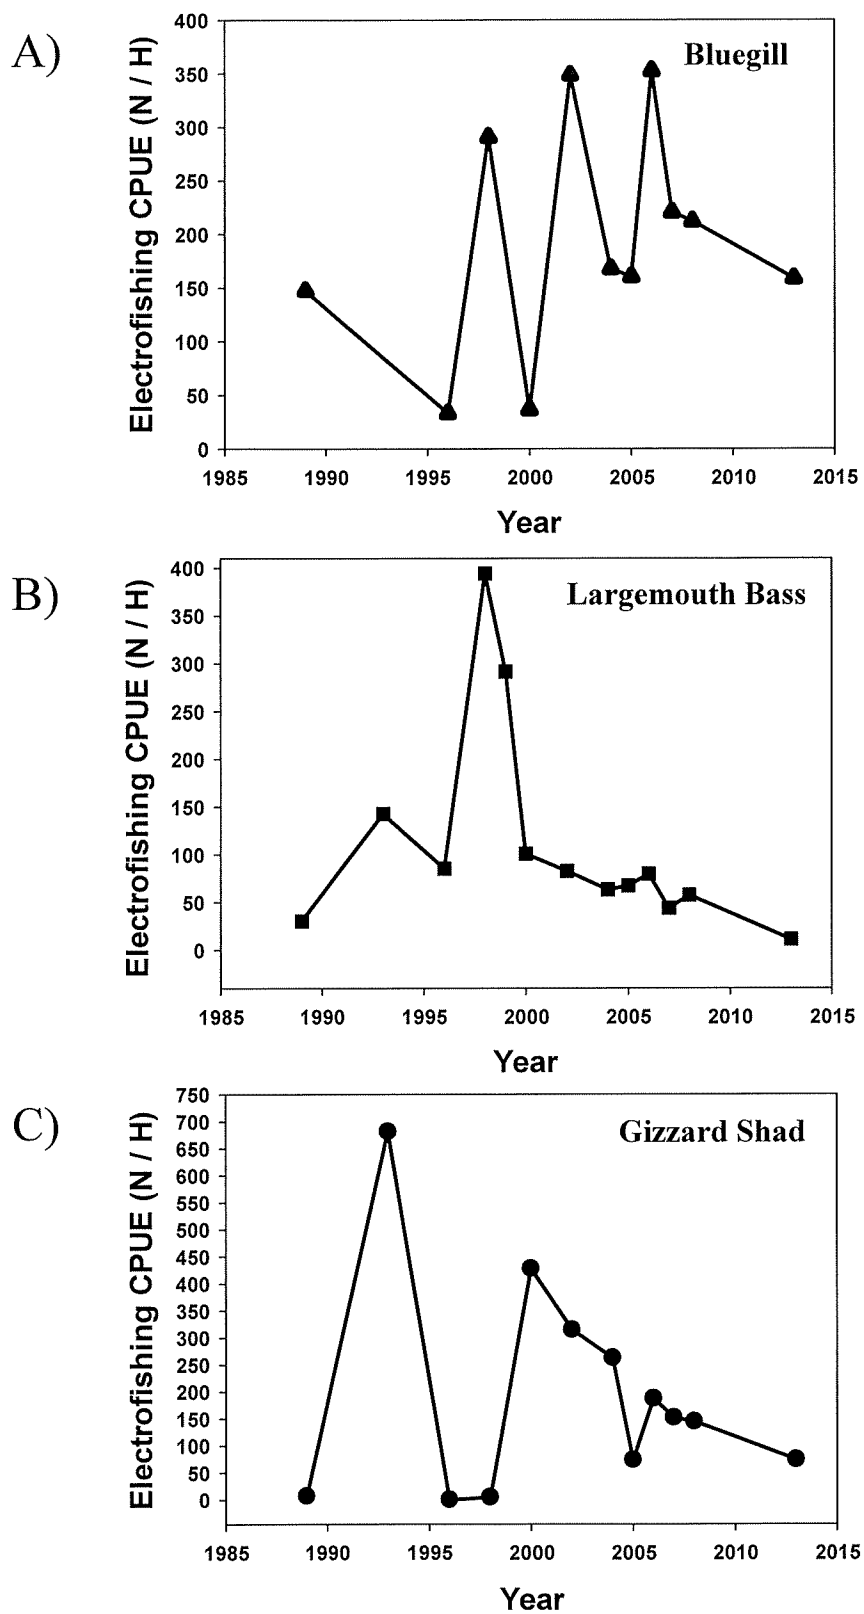 A)
Bluegill
Electrofishing CPUE (N / H)
400
350
300
250
200
150
100
50
0
1985 1990 1995 2000 2005 2010 2015
Year
B)
Largemouth Bass
Electrofishing CPUE (N / H)
400
350
300
250
200
150
100
50
0
1985 1990 1995 2000 2005 2010 2015
Year
C)
Gizzard Shad
Electrofishing CPUE (N / H)
750
700
650
600
550
500
450
400
350
300
250
200
150
100
50
0
1985 1990 1995 2000 2005 2010 2015
Year